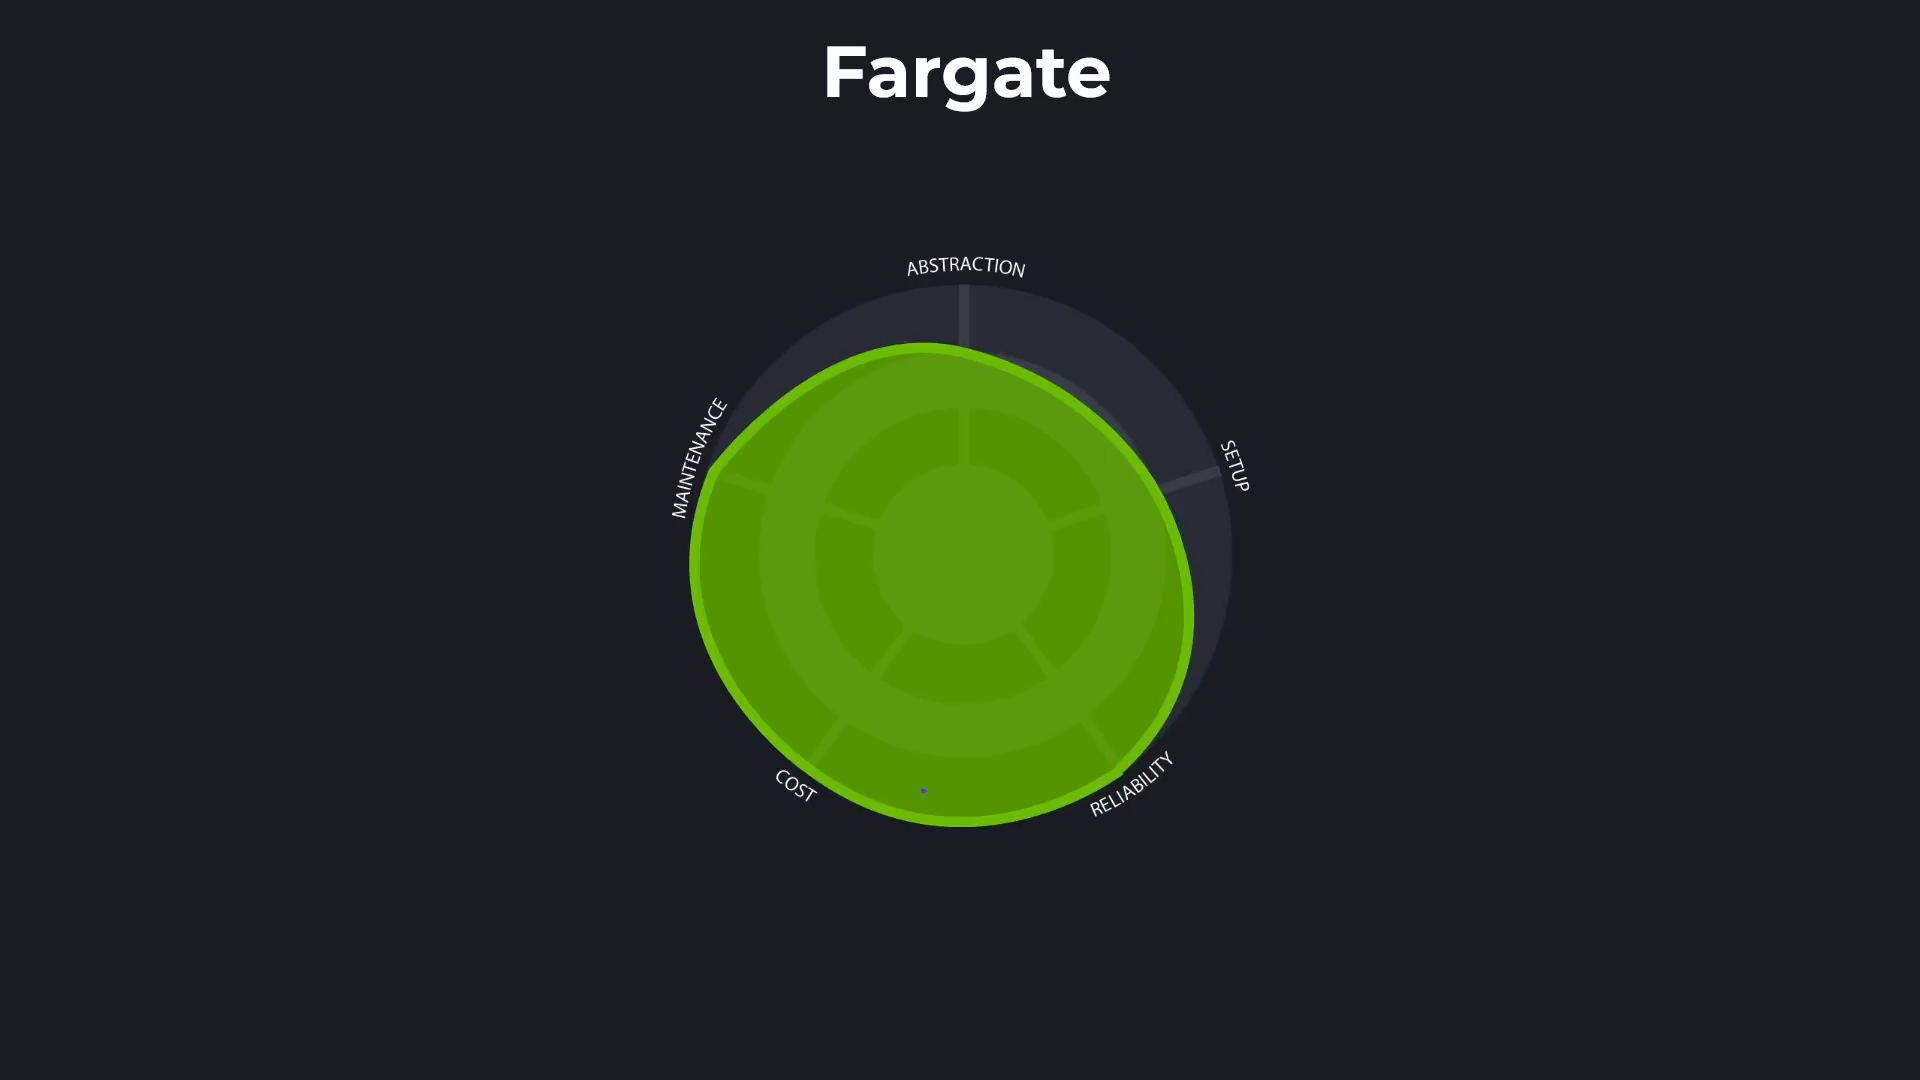 Fargate
ABSTRACTION
MAINTENANCE
SETUP
COST
RELIABILITY